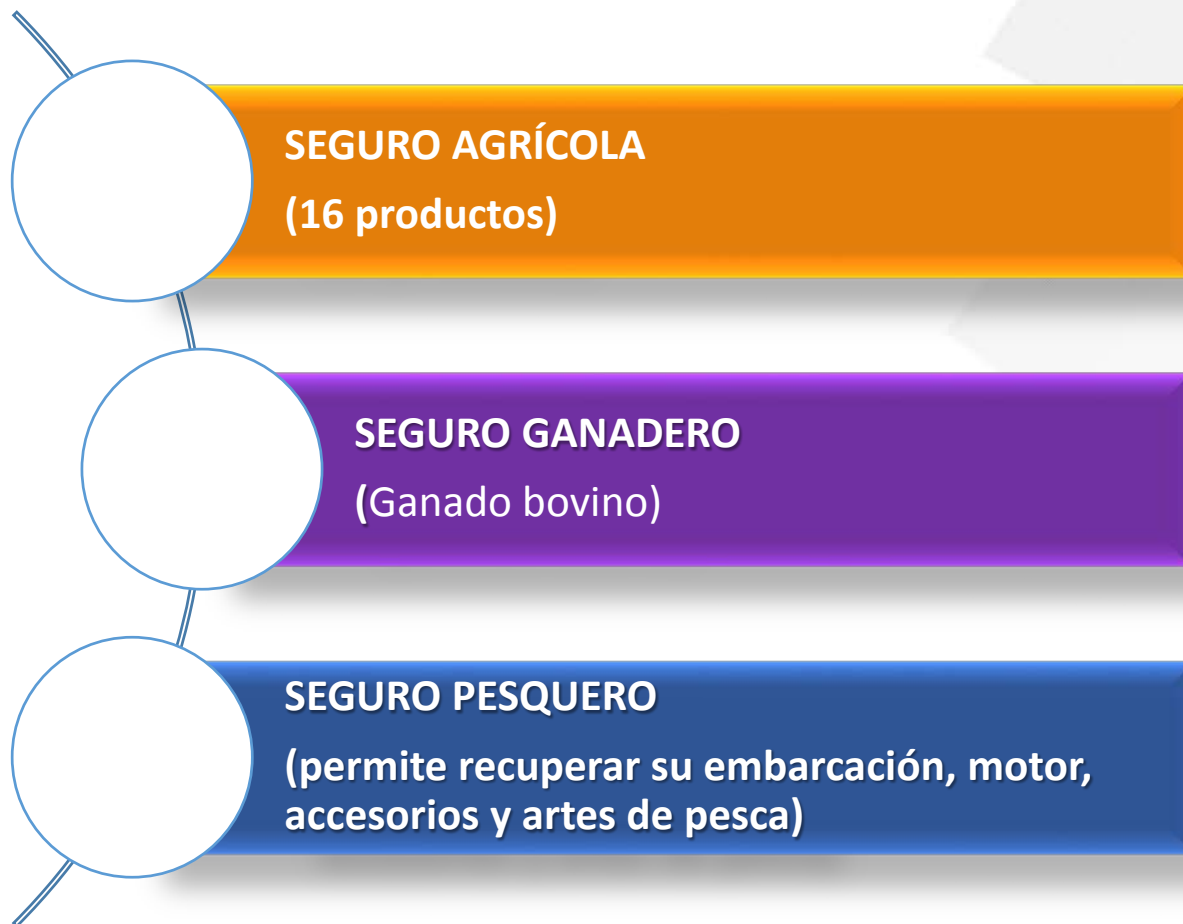 SEGURO AGRÍCOLA
(16 productos)
SEGURO GANADERO
(Ganado bovino)
SEGURO PESQUERO
(permite recuperar su embarcación, motor,
accesorios y artes de pesca)